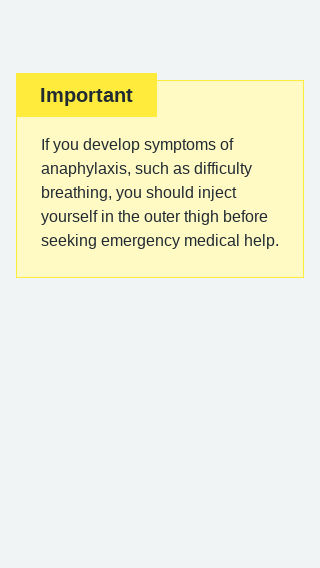 Important
If you develop symptoms of
anaphylaxis, such as difficulty
breathing, you should inject
yourself in the outer thigh before
seeking emergency medical help.